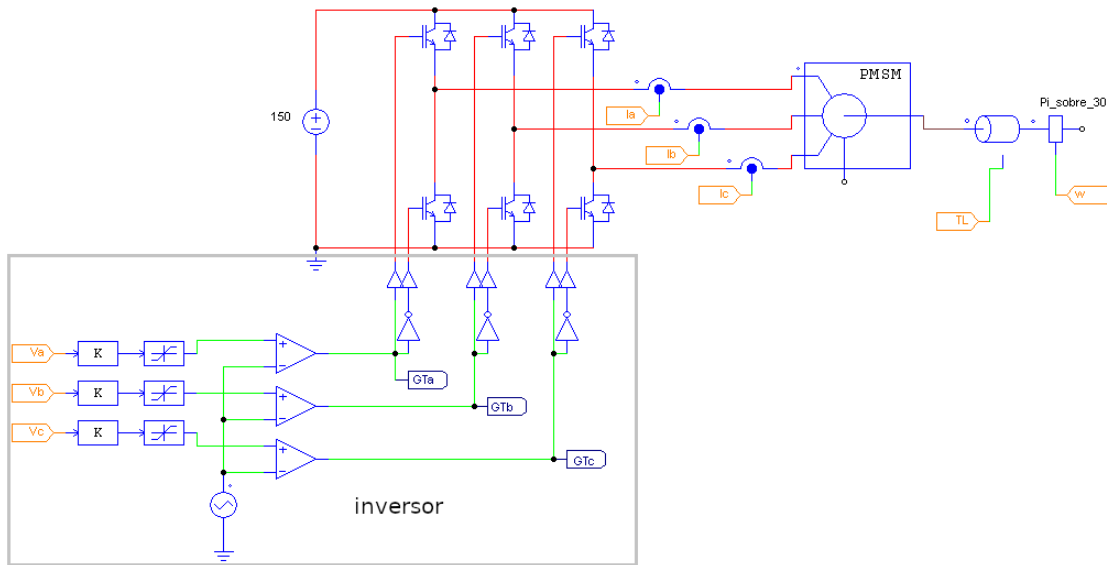 PMSM
Pi_sobre_30
150
Ia
Ib
Ic
TL
w
Va
K
GTa
Vb
K
GTb
Vc
K
GTc
inversor